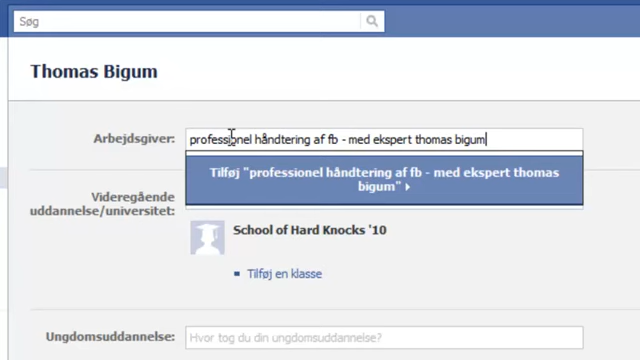 Søg
Thomas Bigum
Arbejdsgiver:
professionel håndtering af fb - med ekspert thomas bigum
Tilføj "professionel håndtering af fb - med ekspert thomas
bigum"
Videregående
uddannelse/universitet:
School of Hard Knocks '10
Tilføj en klasse
Ungdomsuddannelse:
Hvor tog du din ungdomsuddannelse?